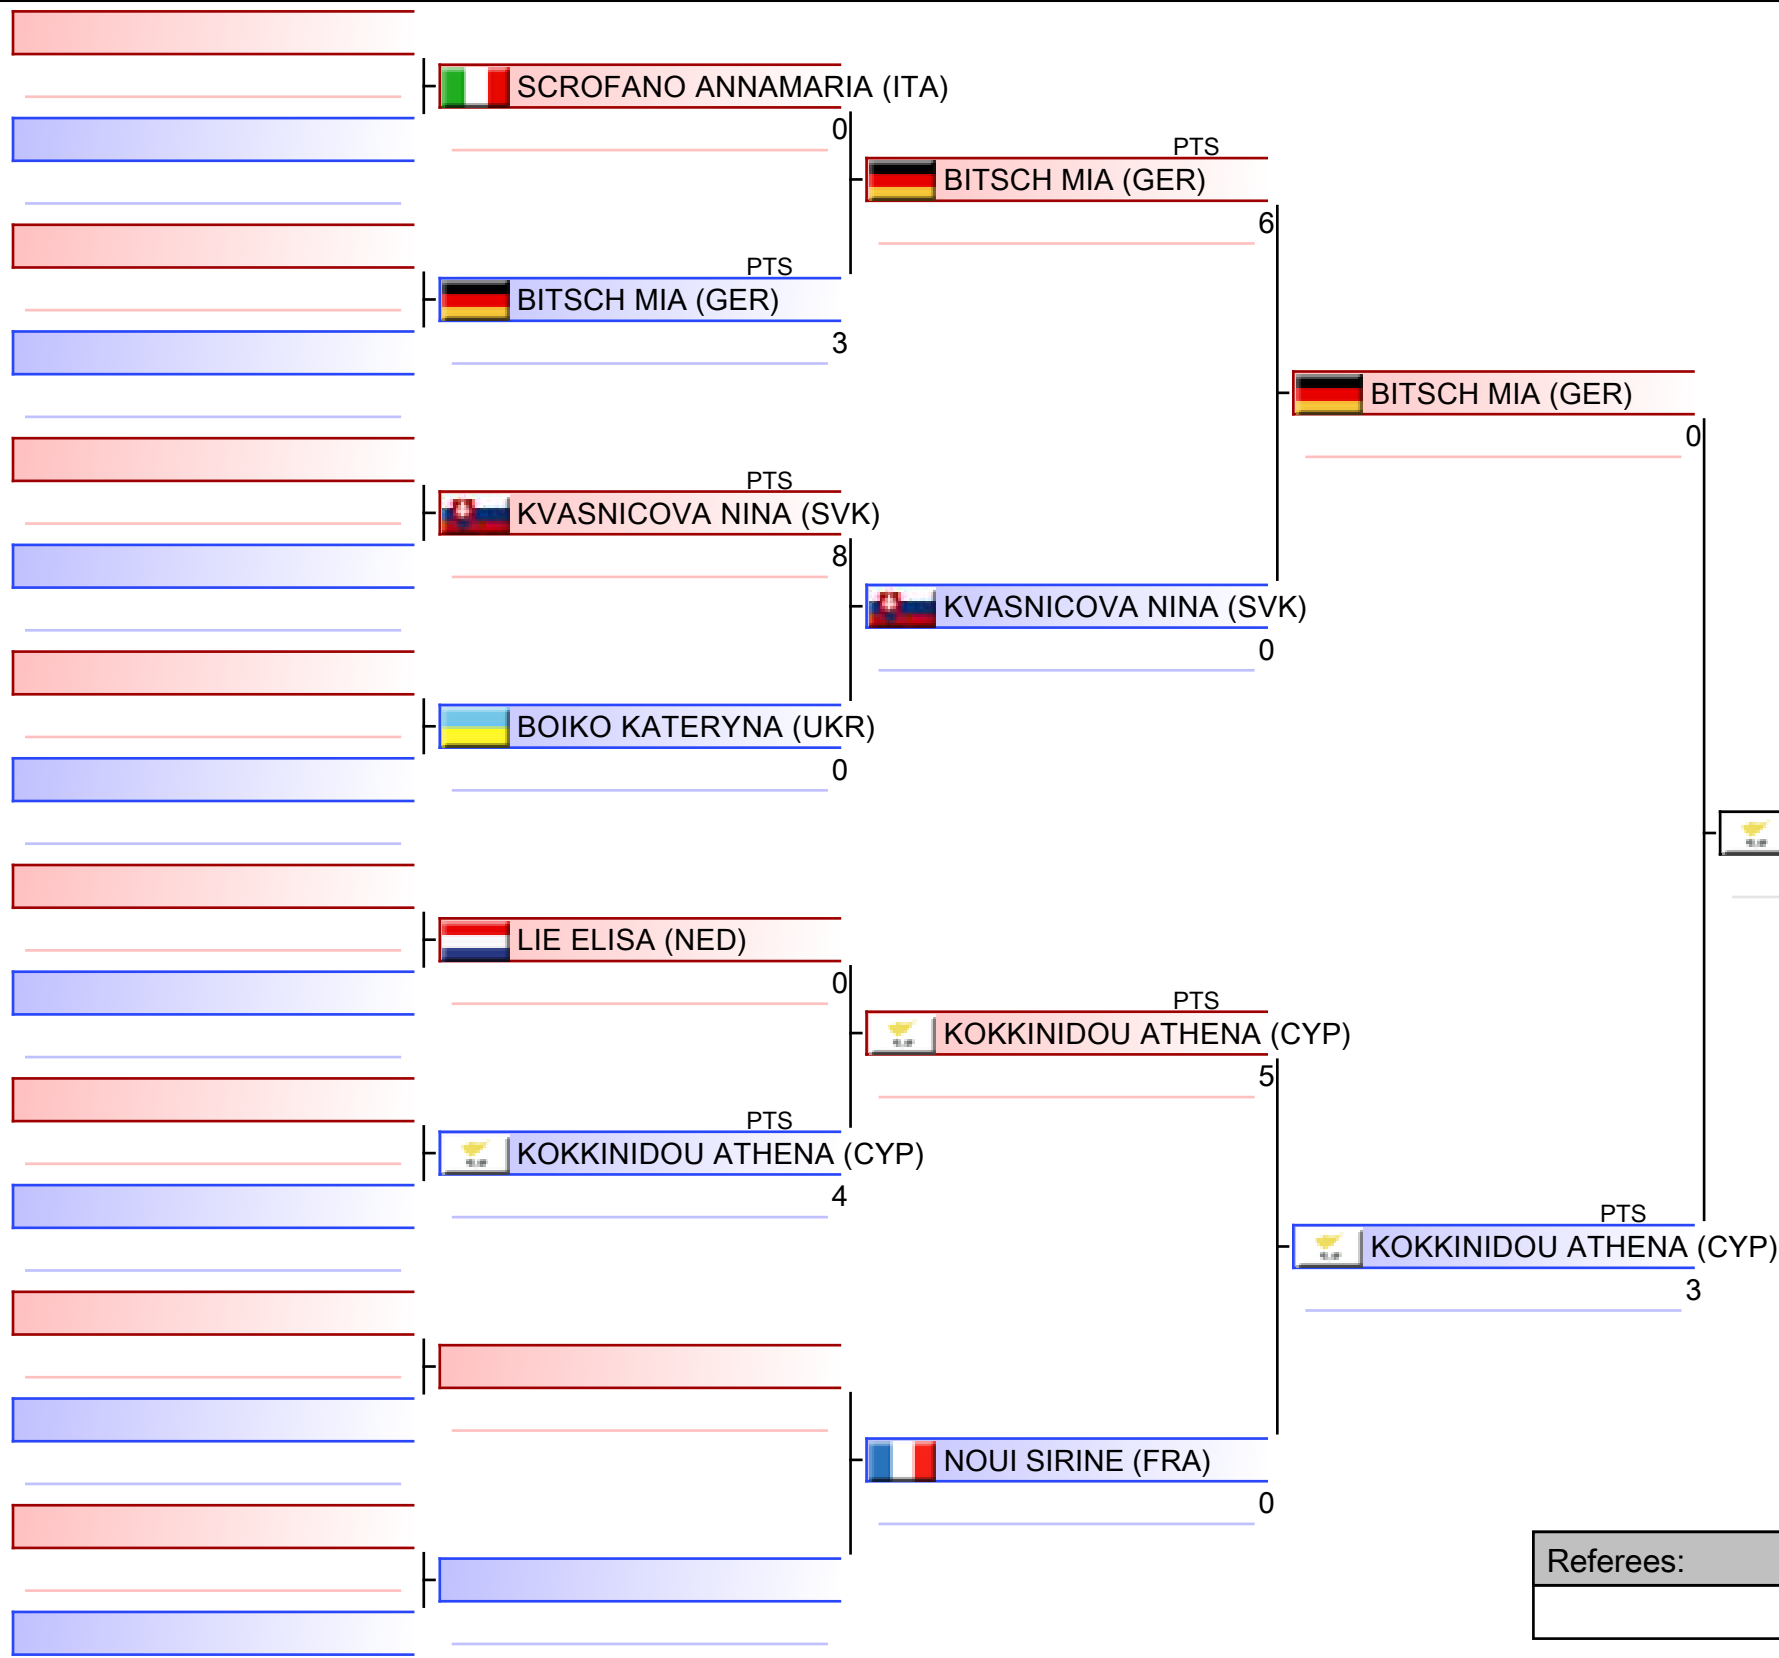 SCROFANO ANNAMARIA (ITA)
0
PTS
BITSCH MIA (GER)
6
PTS
BITSCH MIA (GER)
3
BITSCH MIA (GER)
0
PTS
KVASNICOVA NINA (SVK)
8
KVASNICOVA NINA (SVK)
0
BOIKO KATERYNA (UKR)
0
LIE ELISA (NED)
0
PTS
KOKKINIDOU ATHENA (CYP)
5
PTS
KOKKINIDOU ATHENA (CYP)
4
PTS
KOKKINIDOU ATHENA (CYP)
3
NOUI SIRINE (FRA)
0
Referees: